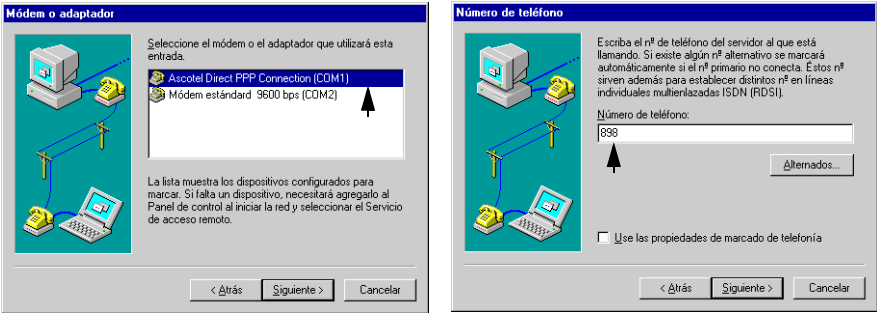 Módem o adaptador
Seleccione el módem o el adaptador que utilizará esta
entrada.
Ascotel Direct PPP Connection (COM1)
Módem estándard 9600 bps (COM2)
La lista muestra los dispositivos configurados para
marcar. Si falta un dispositivo, necesitará agregarlo al
Panel de control al iniciar la red y seleccionar el Servicio
de acceso remoto.
< Atrás
Siguiente >
Cancelar
Número de teléfono
Escriba el nº de teléfono del servidor al que está
llamando. Si existe algún nº alternativo se marcará
automáticamente si el nº primario no conecta. Éstos nº
sirven además para establecer distintos nº en líneas
individuales multienlazadas ISDN (RDSI).
Número de teléfono:
898
Alternados...
Use las propiedades de marcado de telefonía
< Atrás
Siguiente >
Cancelar